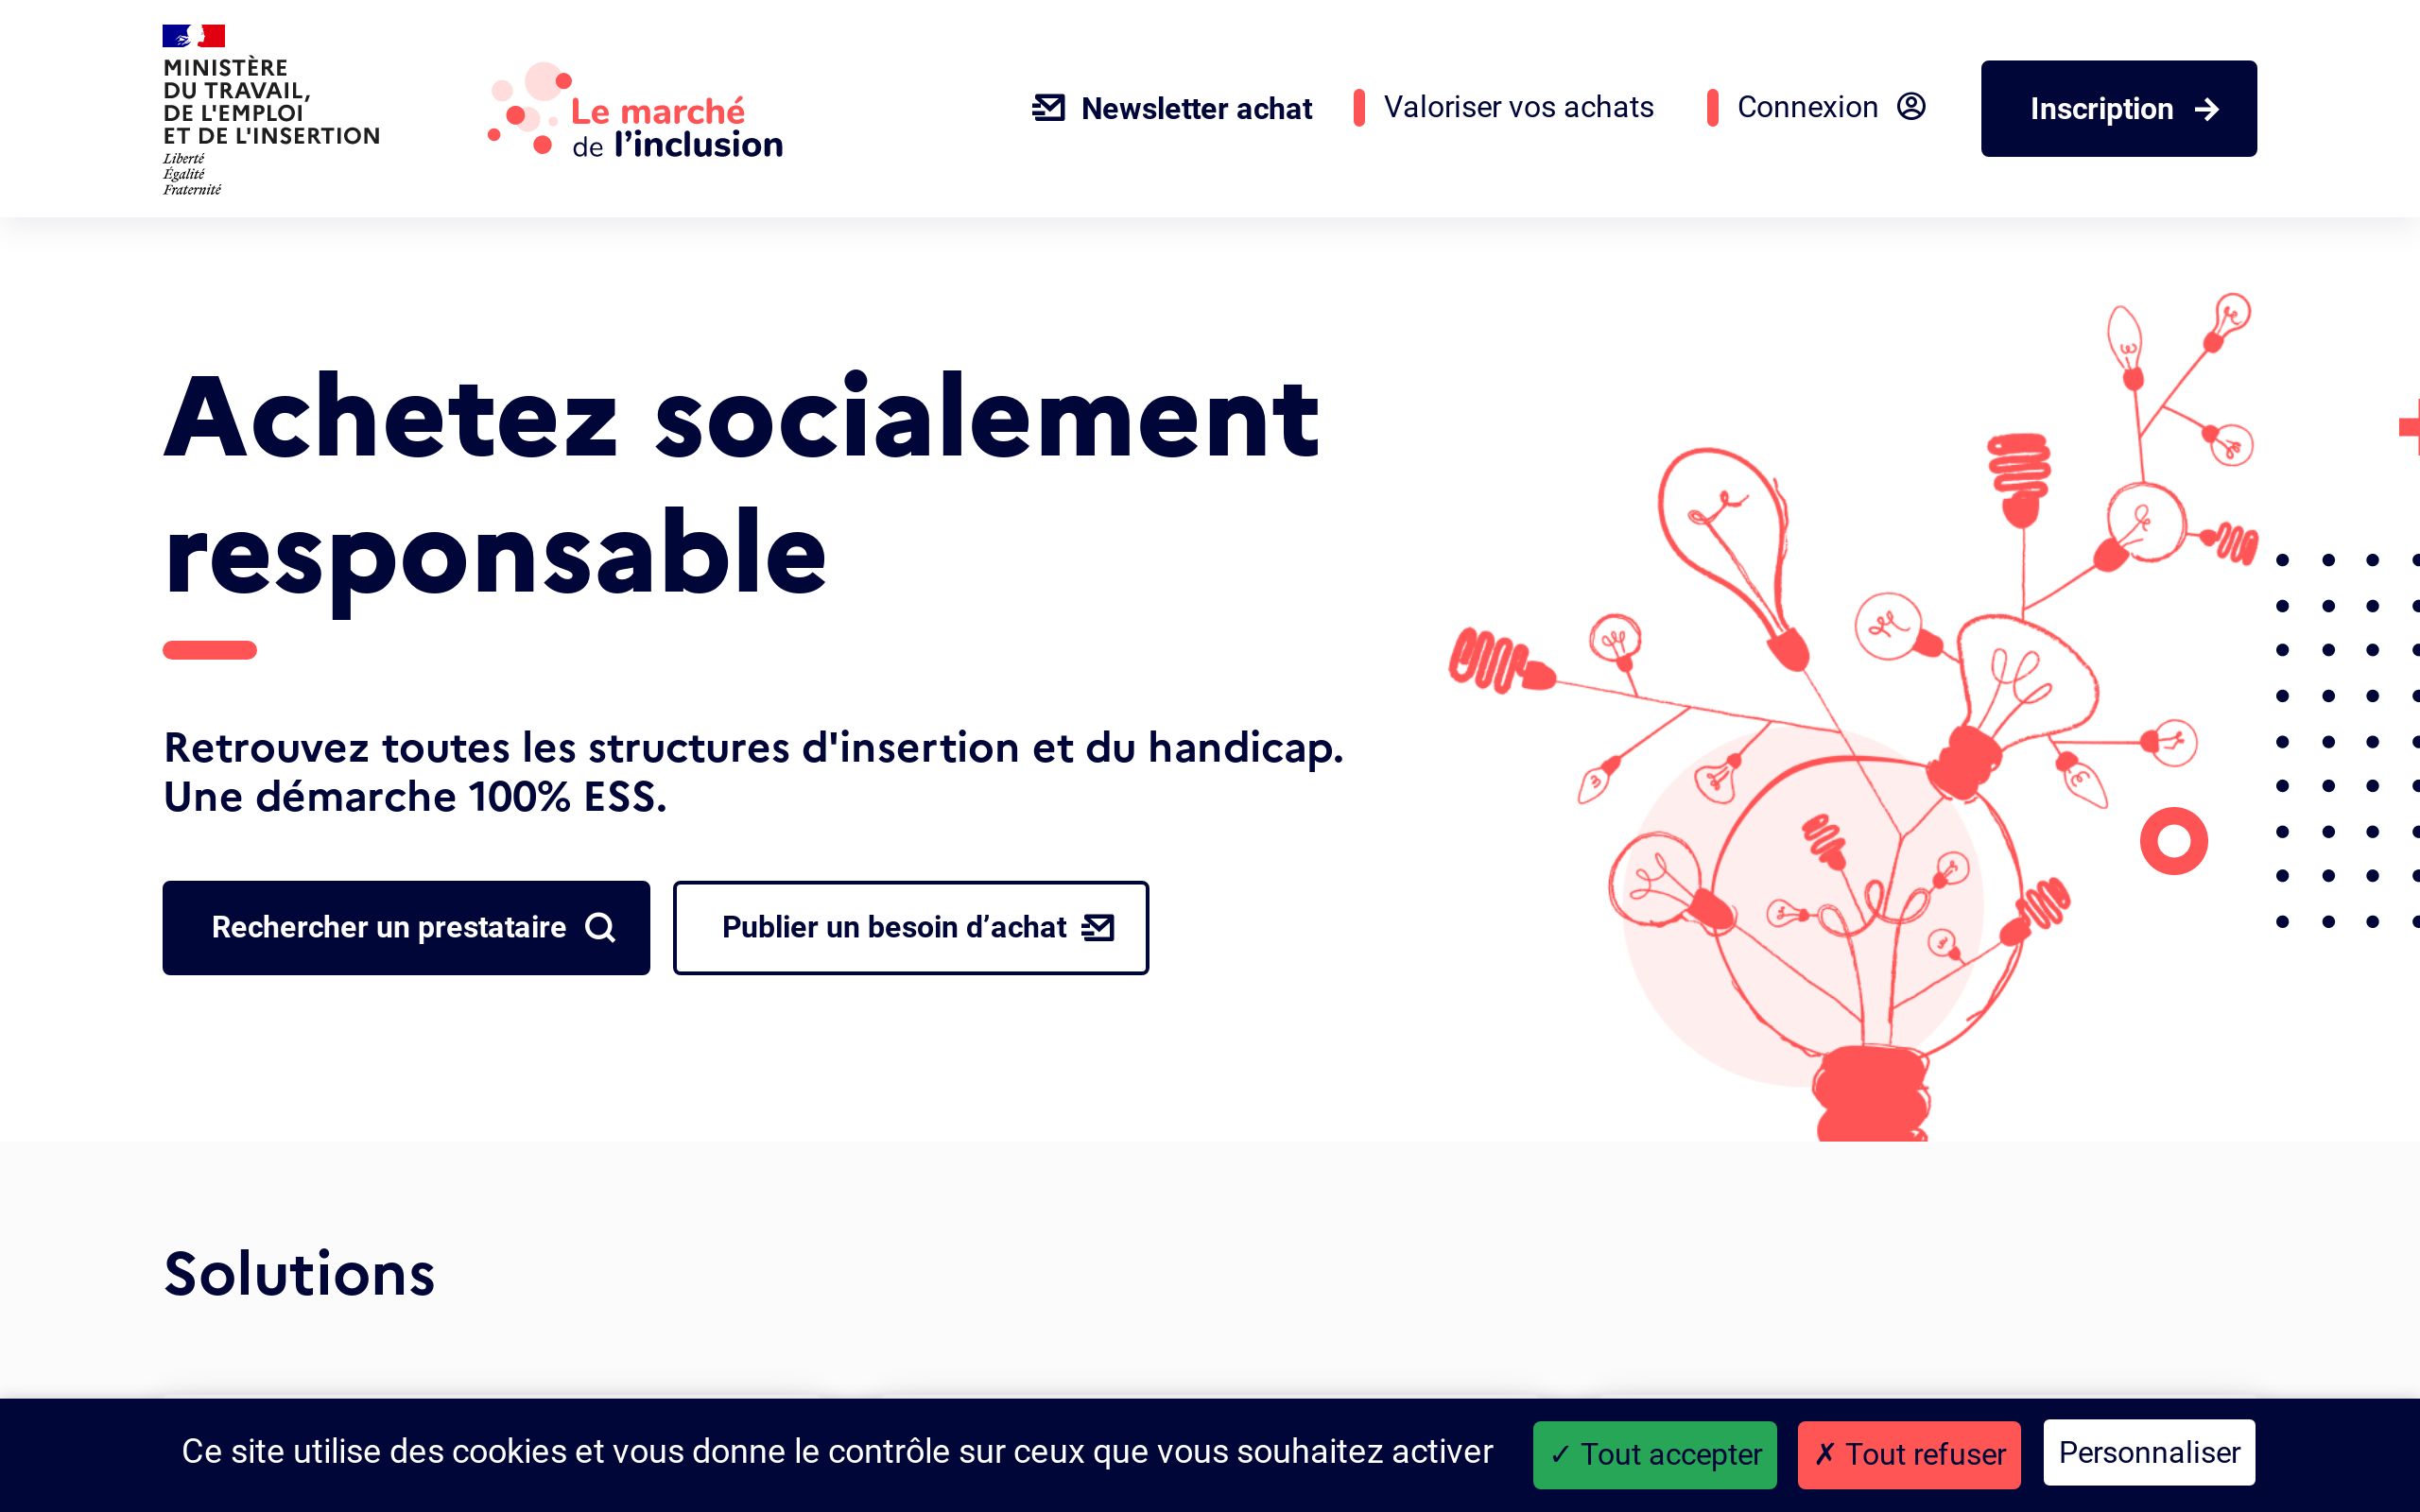 MINISTÈRE
DU TRAVAIL,
DE L'EMPLOI
ET DE L'INSERTION
Liberté
Égalité
Fraternité
Le marché
de l’inclusion
Newsletter achat
Valoriser vos achats
Connexion
Inscription
Achetez socialement
responsable
Retrouvez toutes les structures d'insertion et du handicap.
Une démarche 100% ESS.
Rechercher un prestataire
Publier un besoin d’achat
Solutions
Ce site utilise des cookies et vous donne le contrôle sur ceux que vous souhaitez activer
✓ Tout accepter
✗ Tout refuser
Personnaliser